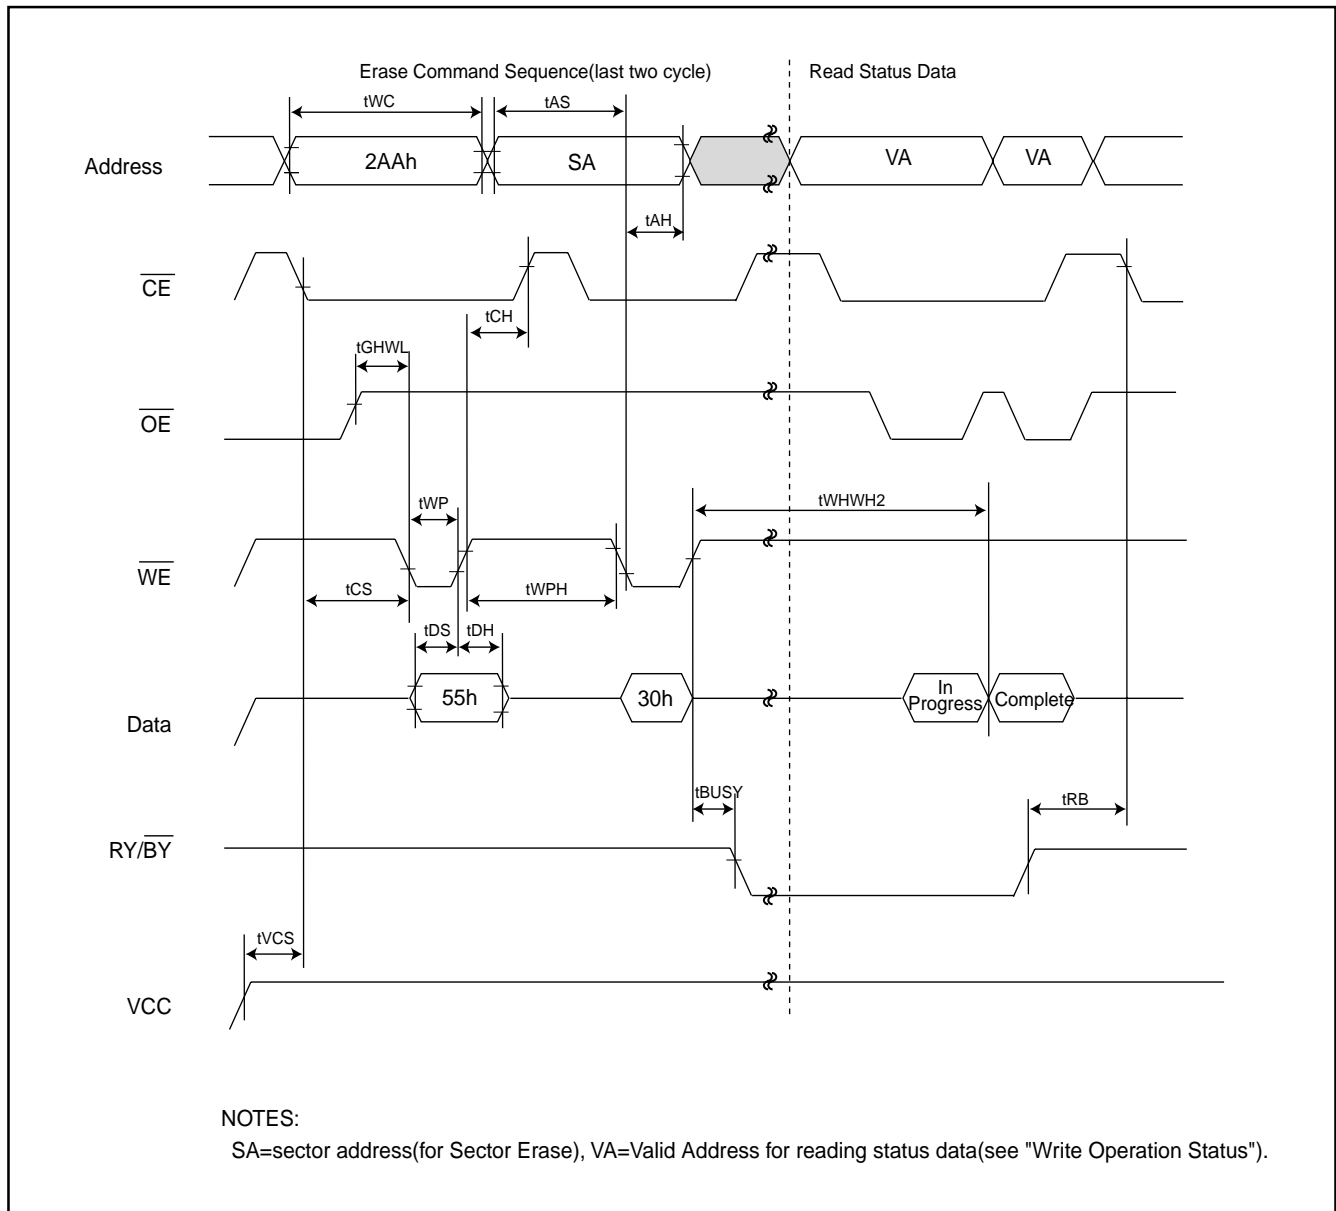 Erase Command Sequence(last two cycle)
Read Status Data
tWC
tAS
Address
2AAh
SA
VA
VA
tAH
CE
tCH
tGHWL
OE
tWP
tWHWH2
WE
tCS
tWPH
tDS
tDH
55h
30h
In
Progress
Complete
Data
tBUSY
tRB
RY/BY
tVCS
VCC
NOTES:
SA=sector address(for Sector Erase), VA=Valid Address for reading status data(see "Write Operation Status").